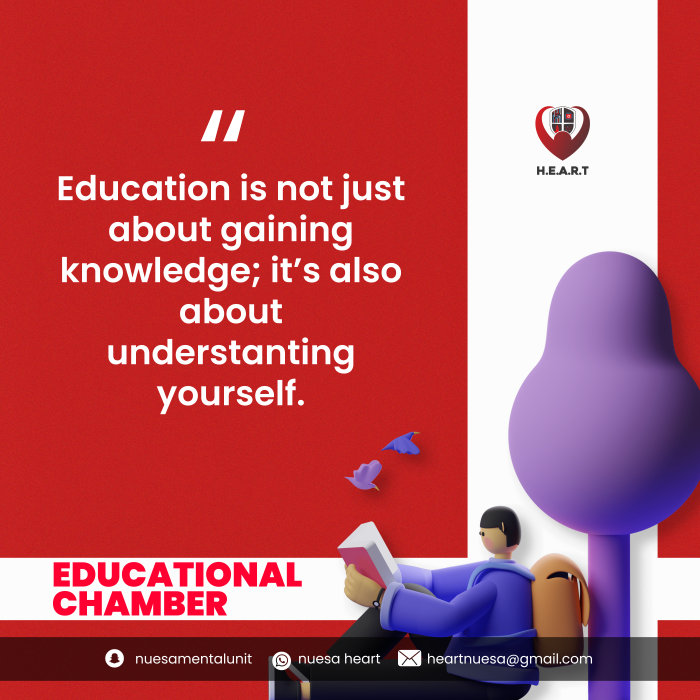 "
Education is not just
about gaining
knowledge; it’s also
about
understanting
yourself.
H.E.A.R.T
EDUCATIONAL
CHAMBER
nuesamentalunit nuesa heart heartnuesa@gmail.com